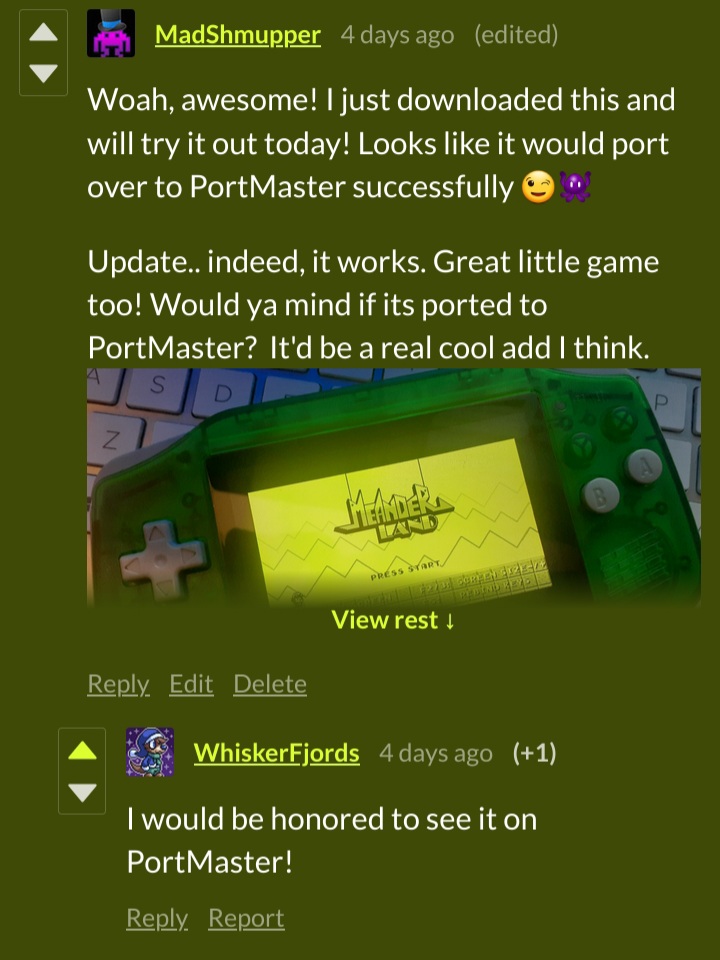 MadShmupper 4 days ago (edited)
Woah, awesome! I just downloaded this and
will try it out today! Looks like it would port
over to PortMaster successfully 😉
Update.. indeed, it works. Great little game
too! Would ya mind if its ported to
PortMaster?  It'd be a real cool add I think.
A S D P
Z
MEANDER
LAND
A
B
PRESS START
View rest ↓
Reply Edit Delete
WhiskerFjords 4 days ago (+1)
I would be honored to see it on
PortMaster!
Reply Report